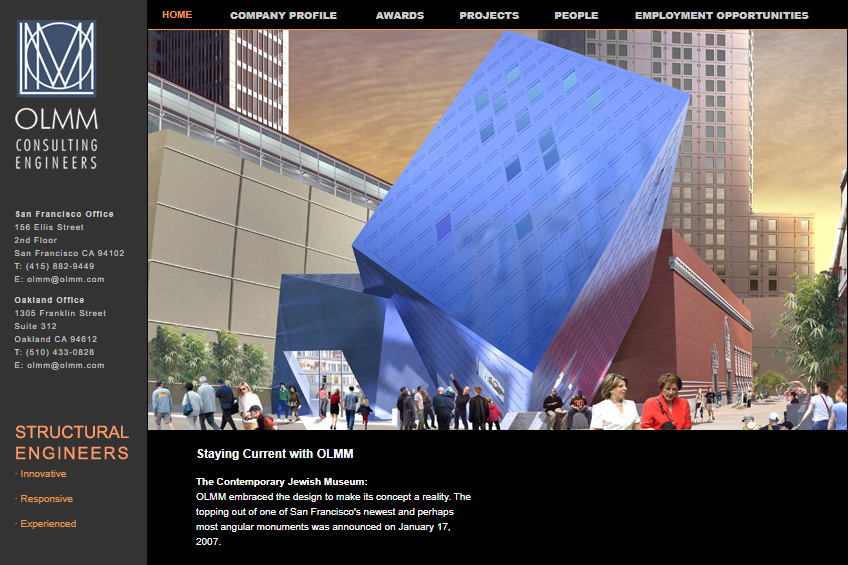 HOME
COMPANY PROFILE
AWARDS
PROJECTS
PEOPLE
EMPLOYMENT OPPORTUNITIES
OLMM
CONSULTING
ENGINEERS
San Francisco Office
156 Ellis Street
2nd Floor
San Francisco CA 94102
T: (415) 882-9449
E: olmm@olmm.com
Oakland Office
1305 Franklin Street
Suite 312
Oakland CA 94612
T: (510) 433-0828
E: olmm@olmm.com
STRUCTURAL
ENGINEERS
· Innovative
· Responsive
· Experienced
Staying Current with OLMM
The Contemporary Jewish Museum:
OLMM embraced the design to make its concept a reality. The
topping out of one of San Francisco's newest and perhaps
most angular monuments was announced on January 17,
2007.